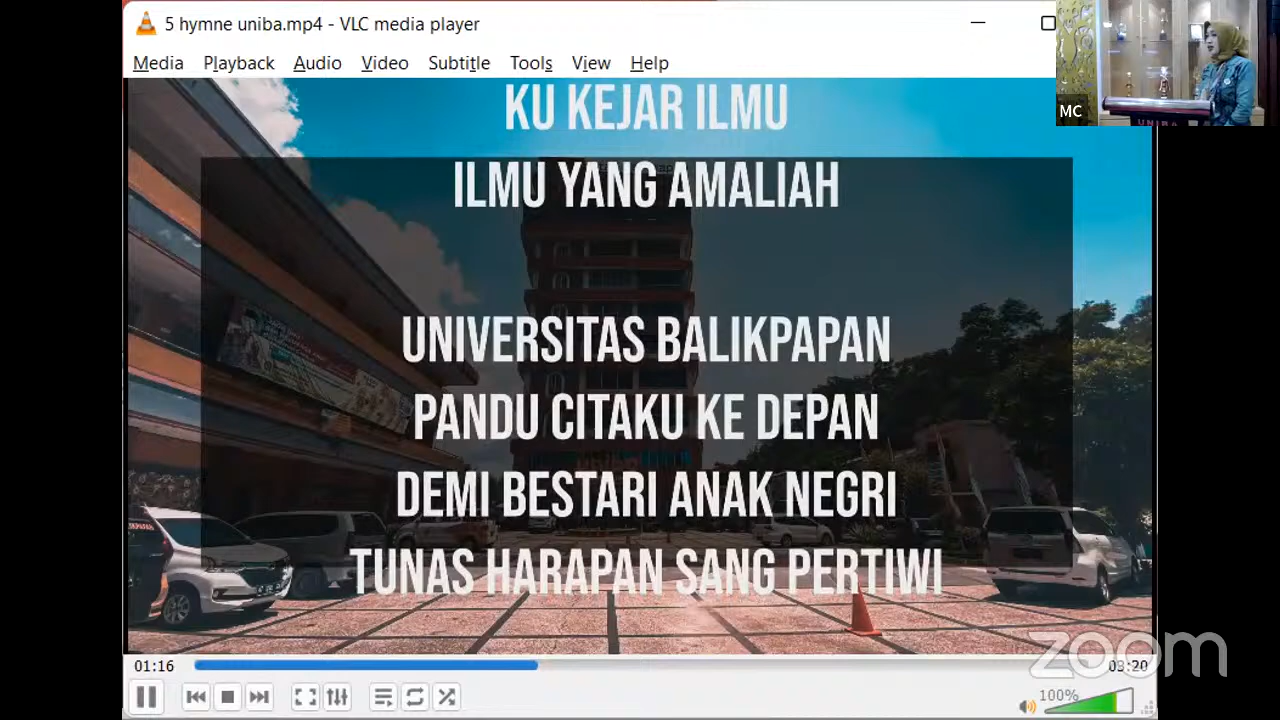 5 hymne uniba.mp4 - VLC media player
Media Playback Audio Video Subtitle Tools View Help
MC
UNIBA
KU KEJAR ILMU
ILMU YANG AMALIAH
UNIVERSITAS BALIKPAPAN
PANDU CITAKU KE DEPAN
DEMI BESTARI ANAK NEGRI
TUNAS HARAPAN SANG PERTIWI
zoom
01:16
03:20
100%